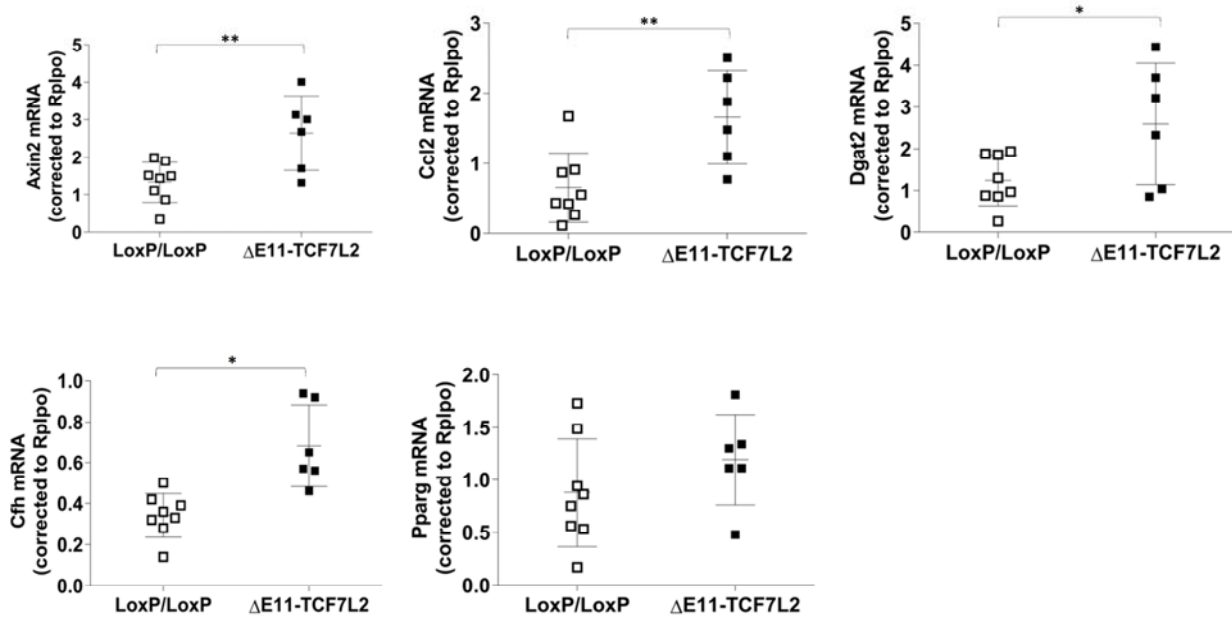 **
5
4
3
2
1
0
Axin2 mRNA
(corrected to Rplpo)
LoxP/LoxP ΔE11-TCF7L2
**
3
2
1
0
Ccl2 mRNA
(corrected to Rplpo)
LoxP/LoxP ΔE11-TCF7L2
*
5
4
3
2
1
0
Dgat2 mRNA
(corrected to Rplpo)
LoxP/LoxP ΔE11-TCF7L2
*
1.0
0.8
0.6
0.4
0.2
0.0
Cfh mRNA
(corrected to Rplpo)
LoxP/LoxP ΔE11-TCF7L2
2.0
1.5
1.0
0.5
0.0
Pparg mRNA
(corrected to Rplpo)
LoxP/LoxP ΔE11-TCF7L2